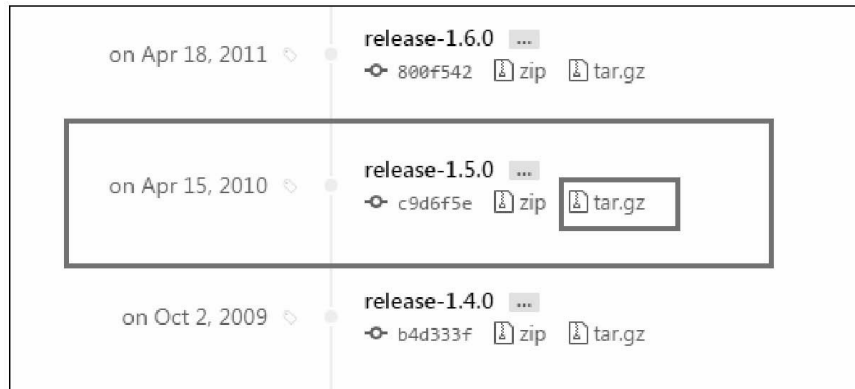 on Apr 18, 2011
release-1.6.0 ...
800f542 zip tar.gz
on Apr 15, 2010
release-1.5.0 ...
c9d6f5e zip tar.gz
on Oct 2, 2009
release-1.4.0 ...
b4d333f zip tar.gz